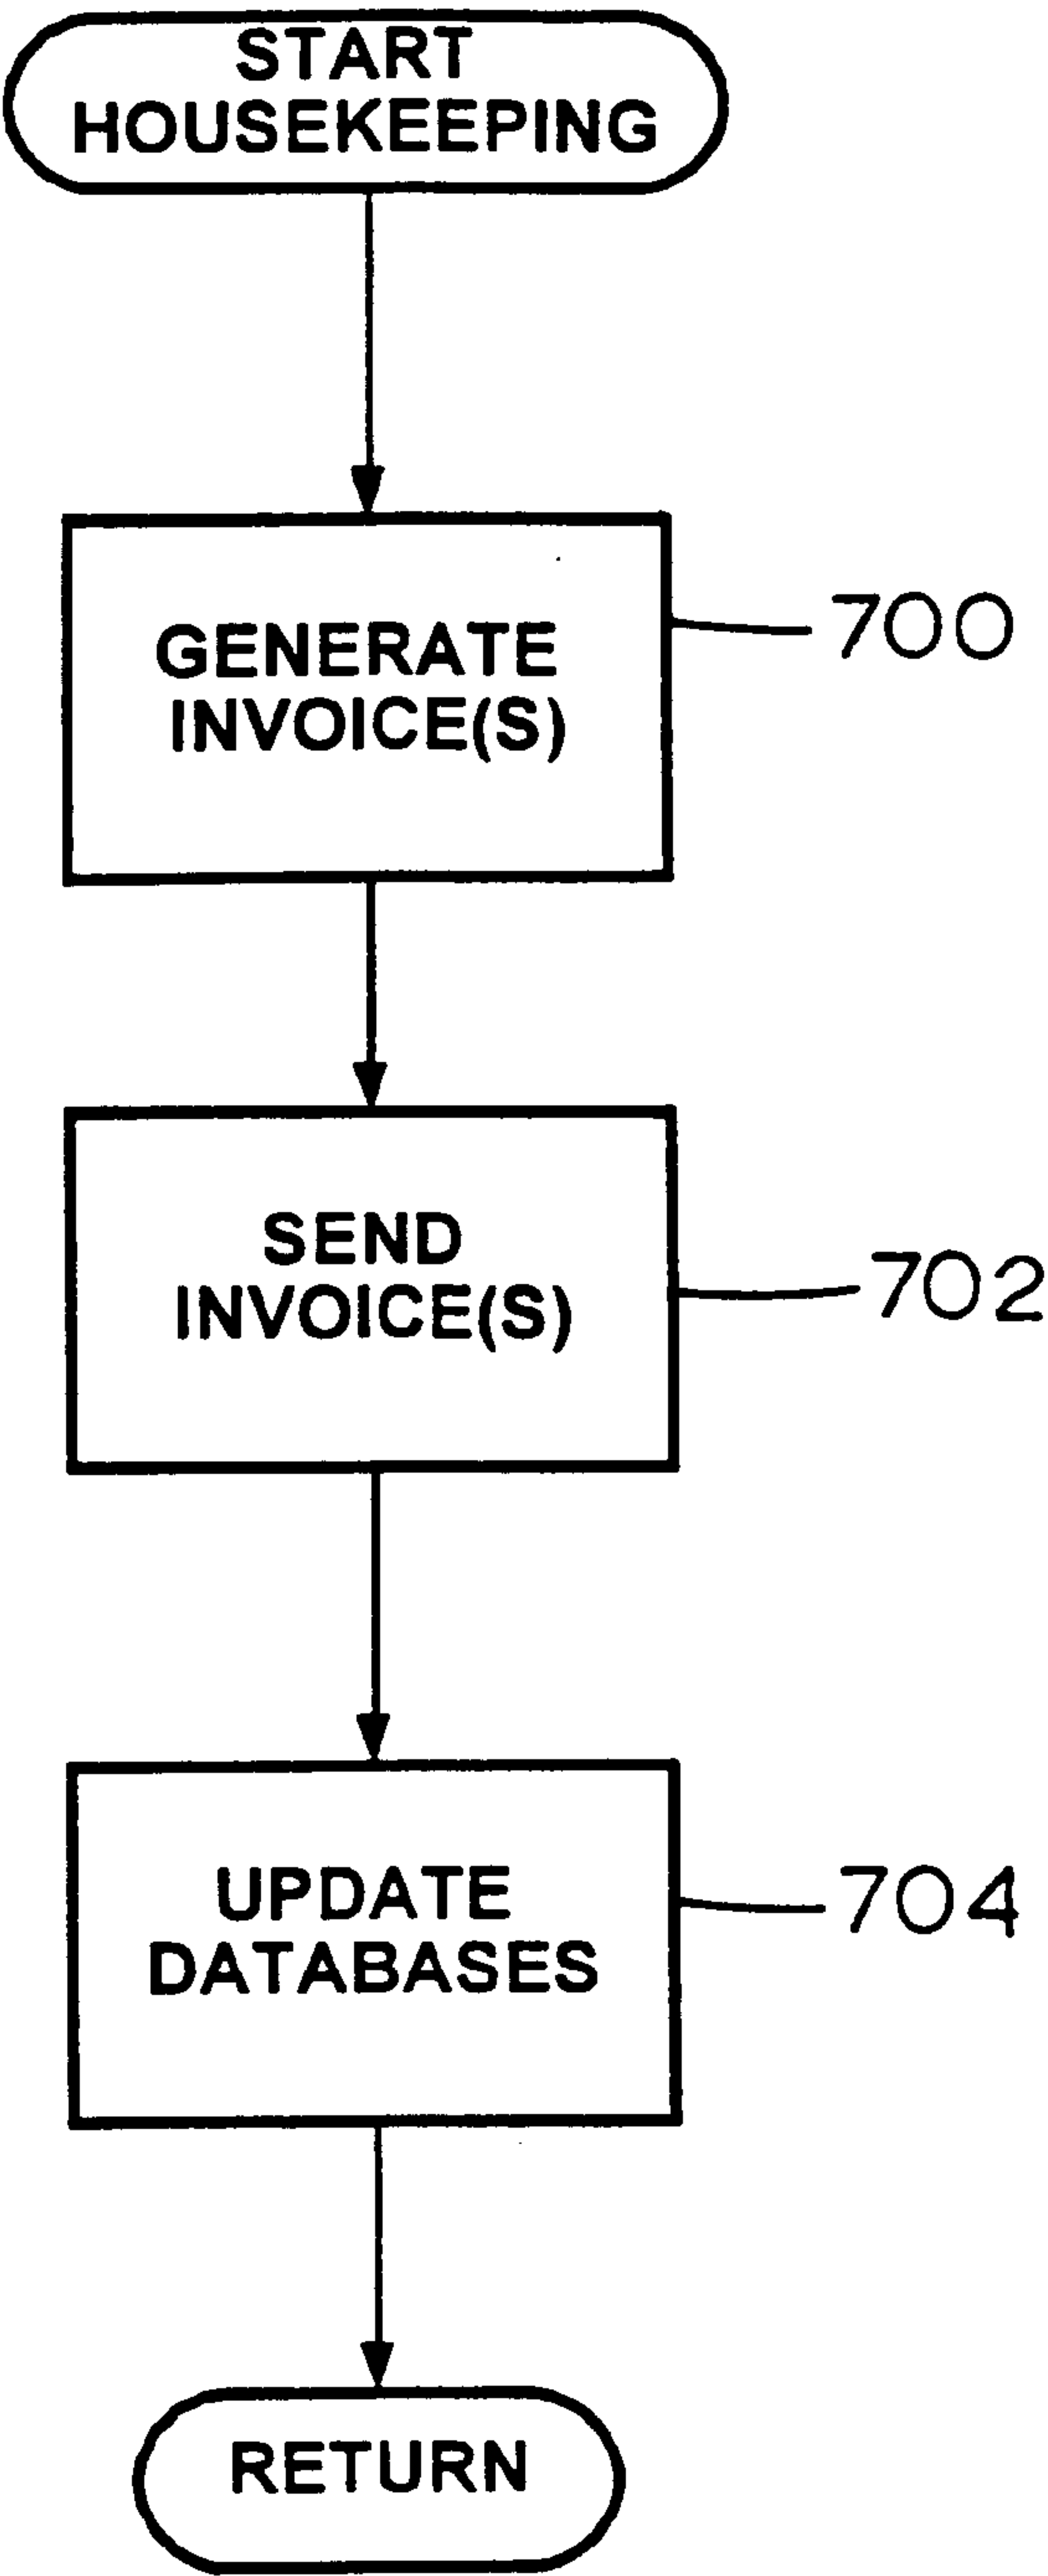 START
HOUSEKEEPING
GENERATE
INVOICE(S)
700
SEND
INVOICE(S)
702
UPDATE
DATABASES
704
RETURN